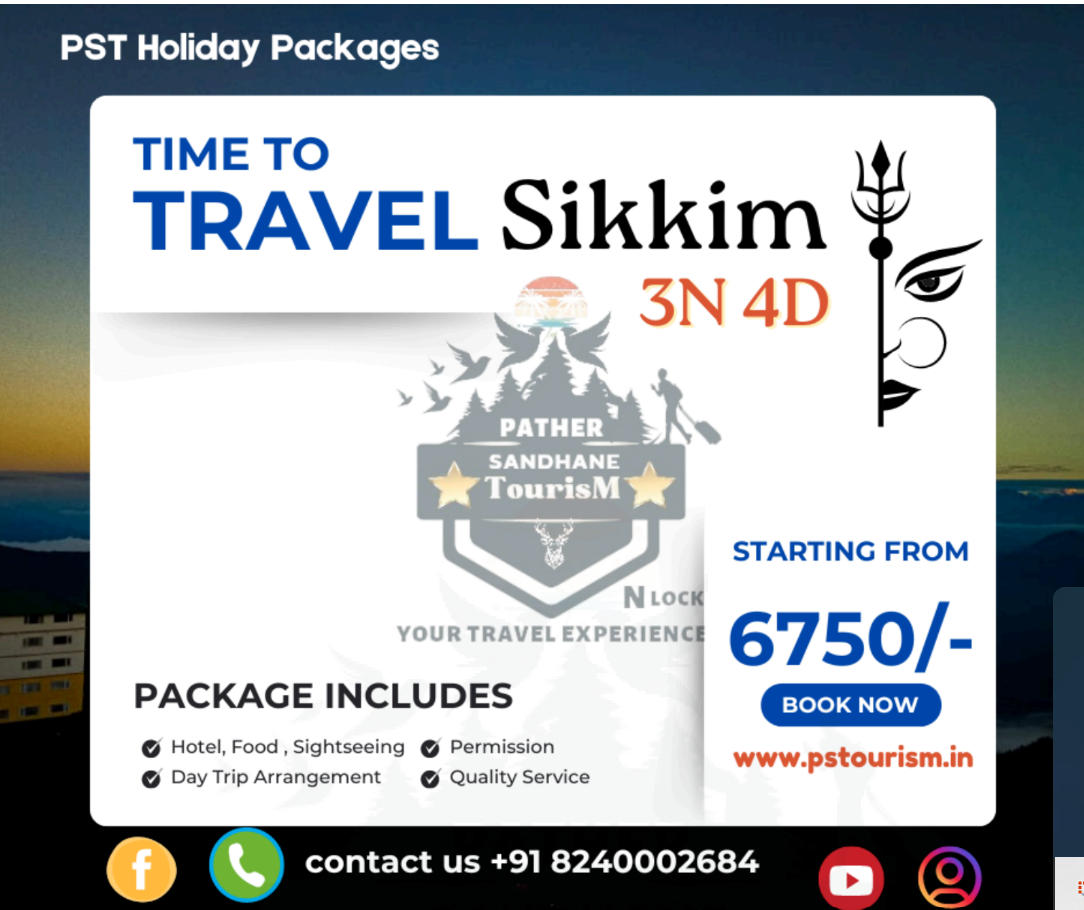 PST Holiday Packages
TIME TO
TRAVEL Sikkim
3N 4D
PATHER
SANDHANE
TourisM
N LOCK
YOUR TRAVEL EXPERIENCE
STARTING FROM
6750/-
BOOK NOW
www.pstourism.in
PACKAGE INCLUDES
Hotel, Food , Sightseeing
Permission
Day Trip Arrangement
Quality Service
contact us +91 8240002684